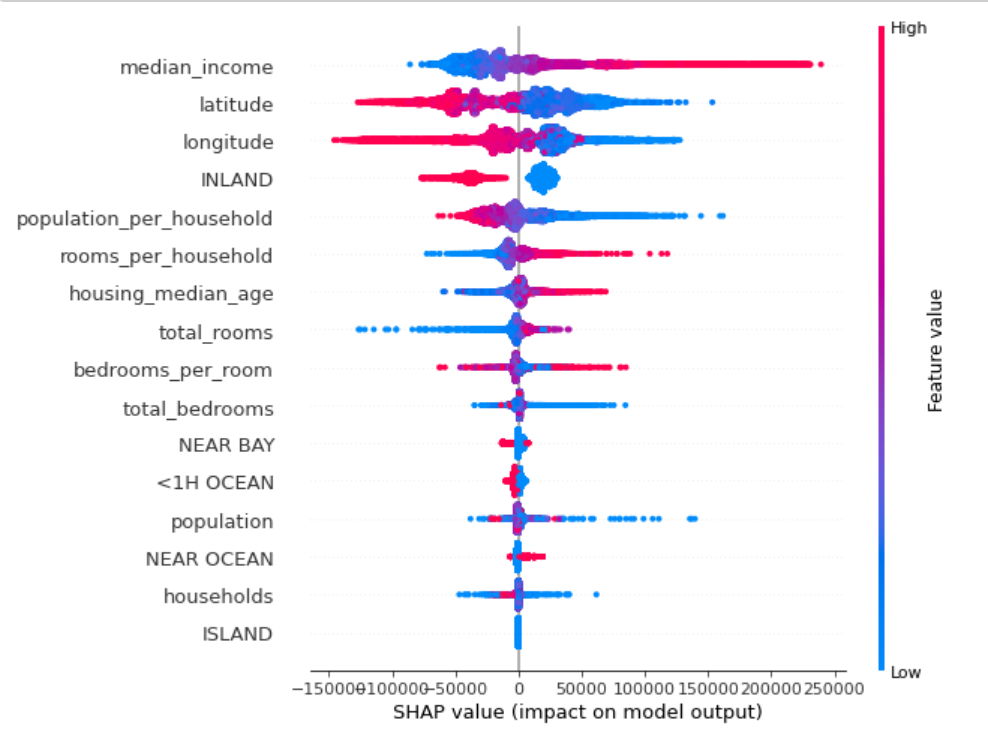 High
median_income
latitude
longitude
INLAND
population_per_household
rooms_per_household
housing_median_age
total_rooms
bedrooms_per_room
total_bedrooms
NEAR BAY
<1H OCEAN
population
NEAR OCEAN
households
ISLAND
Feature value
Low
−150000 −100000 −50000 0 50000 100000 150000 200000 250000
SHAP value (impact on model output)